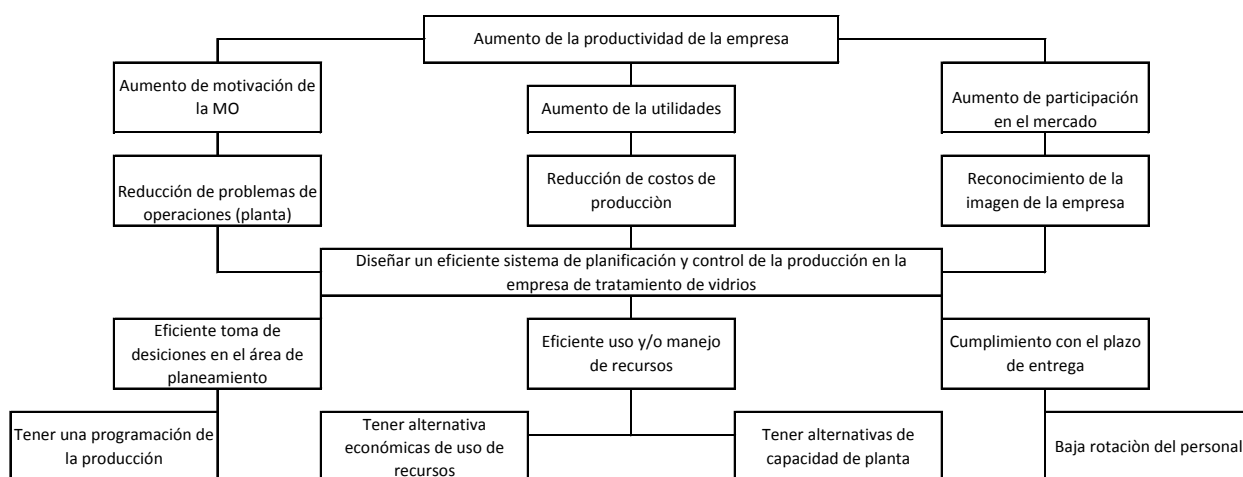 Aumento de la productividad de la empresa
Aumento de motivación de
la MO
Aumento de la utilidades
Aumento de participación
en el mercado
Reducción de problemas de
operaciones (planta)
Reducción de costos de
producciòn
Reconocimiento de la
imagen de la empresa
Diseñar un eficiente sistema de planificación y control de la producción en la
empresa de tratamiento de vidrios
Eficiente toma de
desiciones en el área de
planeamiento
Eficiente uso y/o manejo
de recursos
Cumplimiento con el plazo
de entrega
Tener una programación de
la producción
Tener alternativa
económicas de uso de
recursos
Tener alternativas de
capacidad de planta
Baja rotaciòn del personal